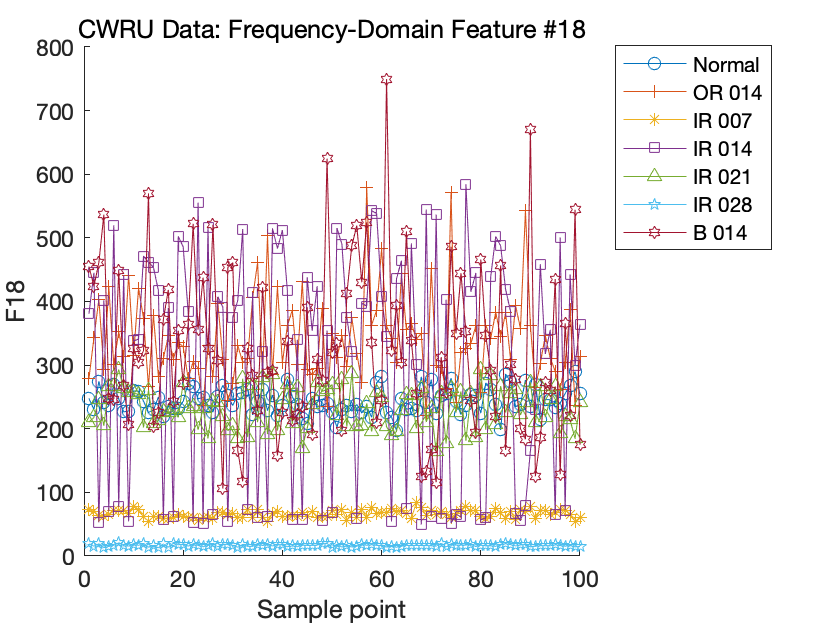 CWRU Data: Frequency-Domain Feature #18
800
700
600
500
400
300
200
100
0
F18
0
20
40
60
80
100
Sample point
Normal
OR 014
IR 007
IR 014
IR 021
IR 028
B 014